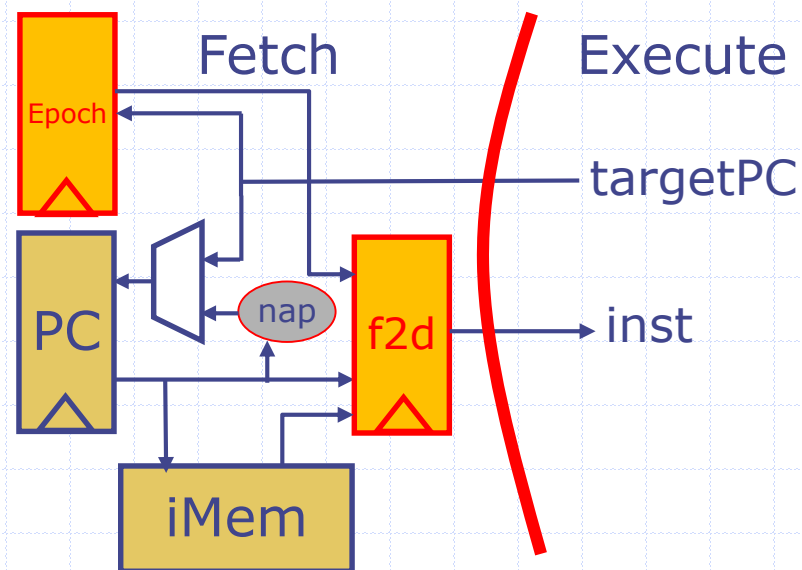 Fetch
Execute
Epoch
targetPC
nap
PC
f2d
inst
iMem